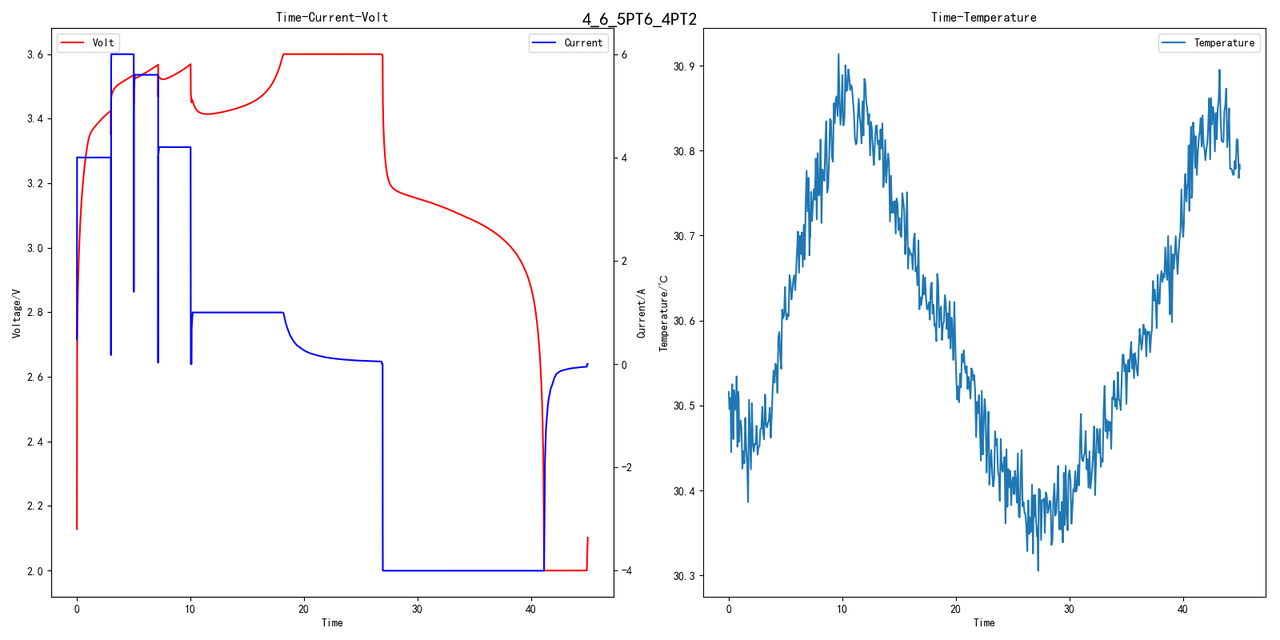 4_6_5PT6_4PT2
Time-Current-Volt
Volt
Current
3.6
3.4
3.2
3.0
2.8
2.6
2.4
2.2
2.0
Voltage/V
6
4
2
0
−2
−4
Current/A
0 10 20 30 40
Time
Time-Temperature
Temperature
30.9
30.8
30.7
30.6
30.5
30.4
30.3
Temperature/℃
0 10 20 30 40
Time